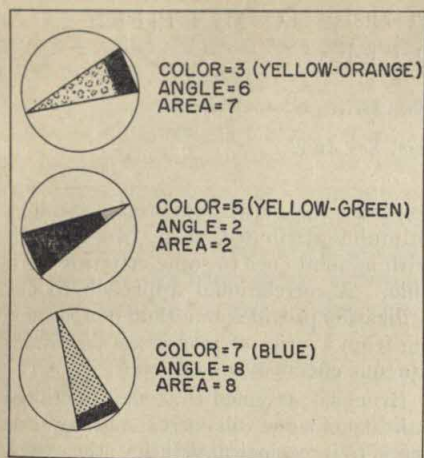 COLOR=3 (YELLOW-ORANGE)
ANGLE=6
AREA=7
COLOR=5 (YELLOW-GREEN)
ANGLE=2
AREA=2
COLOR=7 (BLUE)
ANGLE=8
AREA=8